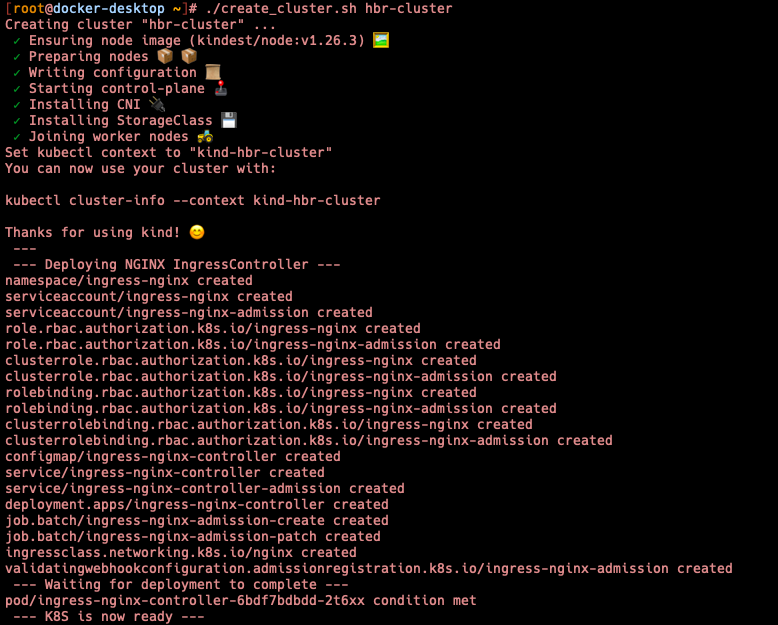 [root@docker-desktop ~]# ./create_cluster.sh hbr-cluster
Creating cluster "hbr-cluster" ...
✓ Ensuring node image (kindest/node:v1.26.3) 🖼
✓ Preparing nodes 📦 📦
✓ Writing configuration 📜
✓ Starting control-plane 🕹
✓ Installing CNI 🔌
✓ Installing StorageClass 💾
✓ Joining worker nodes 🚜
Set kubectl context to "kind-hbr-cluster"
You can now use your cluster with:
kubectl cluster-info --context kind-hbr-cluster
Thanks for using kind! 😊
---
--- Deploying NGINX IngressController ---
namespace/ingress-nginx created
serviceaccount/ingress-nginx created
serviceaccount/ingress-nginx-admission created
role.rbac.authorization.k8s.io/ingress-nginx created
role.rbac.authorization.k8s.io/ingress-nginx-admission created
clusterrole.rbac.authorization.k8s.io/ingress-nginx created
clusterrole.rbac.authorization.k8s.io/ingress-nginx-admission created
rolebinding.rbac.authorization.k8s.io/ingress-nginx created
rolebinding.rbac.authorization.k8s.io/ingress-nginx-admission created
clusterrolebinding.rbac.authorization.k8s.io/ingress-nginx created
clusterrolebinding.rbac.authorization.k8s.io/ingress-nginx-admission created
configmap/ingress-nginx-controller created
service/ingress-nginx-controller created
service/ingress-nginx-controller-admission created
deployment.apps/ingress-nginx-controller created
job.batch/ingress-nginx-admission-create created
job.batch/ingress-nginx-admission-patch created
ingressclass.networking.k8s.io/nginx created
validatingwebhookconfiguration.admissionregistration.k8s.io/ingress-nginx-admission created
--- Waiting for deployment to complete ---
pod/ingress-nginx-controller-6bdf7bdbdd-2t6xx condition met
--- K8S is now ready ---